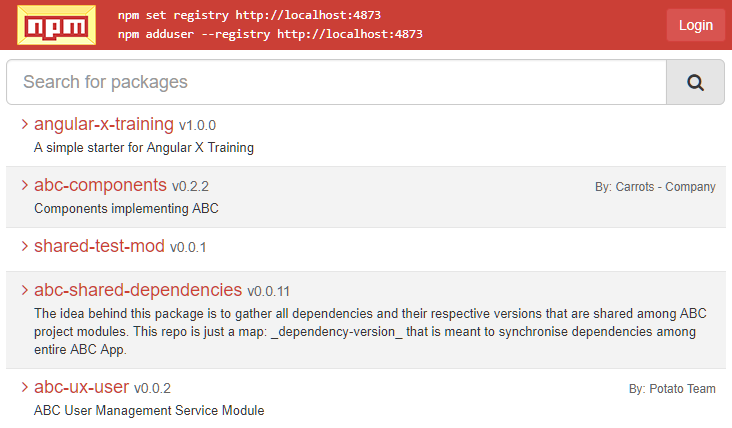 npm
npm set registry http://localhost:4873
npm adduser --registry http://localhost:4873
Login
Search for packages
angular-x-training v1.0.0
A simple starter for Angular X Training
abc-components v0.2.2
By: Carrots - Company
Components implementing ABC
shared-test-mod v0.0.1
abc-shared-dependencies v0.0.11
The idea behind this package is to gather all dependencies and their respective versions that are shared among ABC
project modules. This repo is just a map: _dependency-version_ that is meant to synchronise dependencies among
entire ABC App.
abc-ux-user v0.0.2
By: Potato Team
ABC User Management Service Module